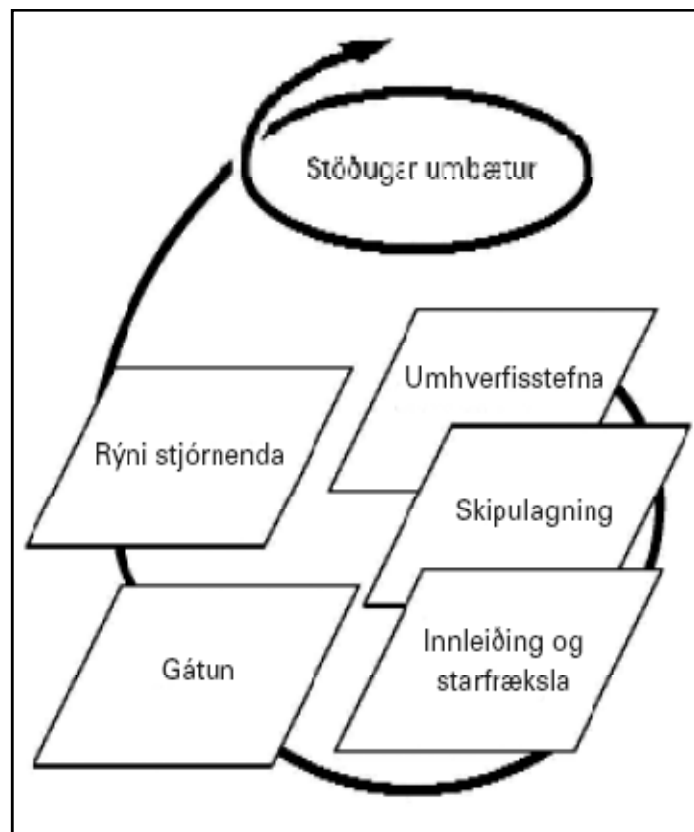 Stöðugar umbætur
Umhverfisstefna
Rýni stjórnenda
Skipulagning
Innleiðing og
starfræksla
Gátun